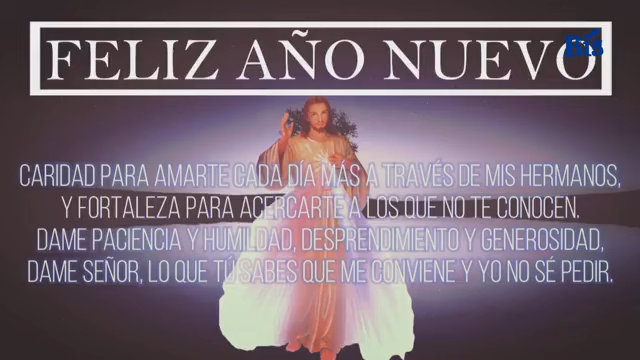 FELIZ AÑO NUEVO
ms
CARIDAD PARA AMARTE CADA DÍA MÁS A TRAVÉS DE MIS HERMANOS,
Y FORTALEZA PARA ACERCARTE A LOS QUE NO TE CONOCEN.
DAME PACIENCIA Y HUMILDAD, DESPRENDIMIENTO Y GENEROSIDAD,
DAME SEÑOR, LO QUE TÚ SABES QUE ME CONVIENE Y YO NO SÉ PEDIR.